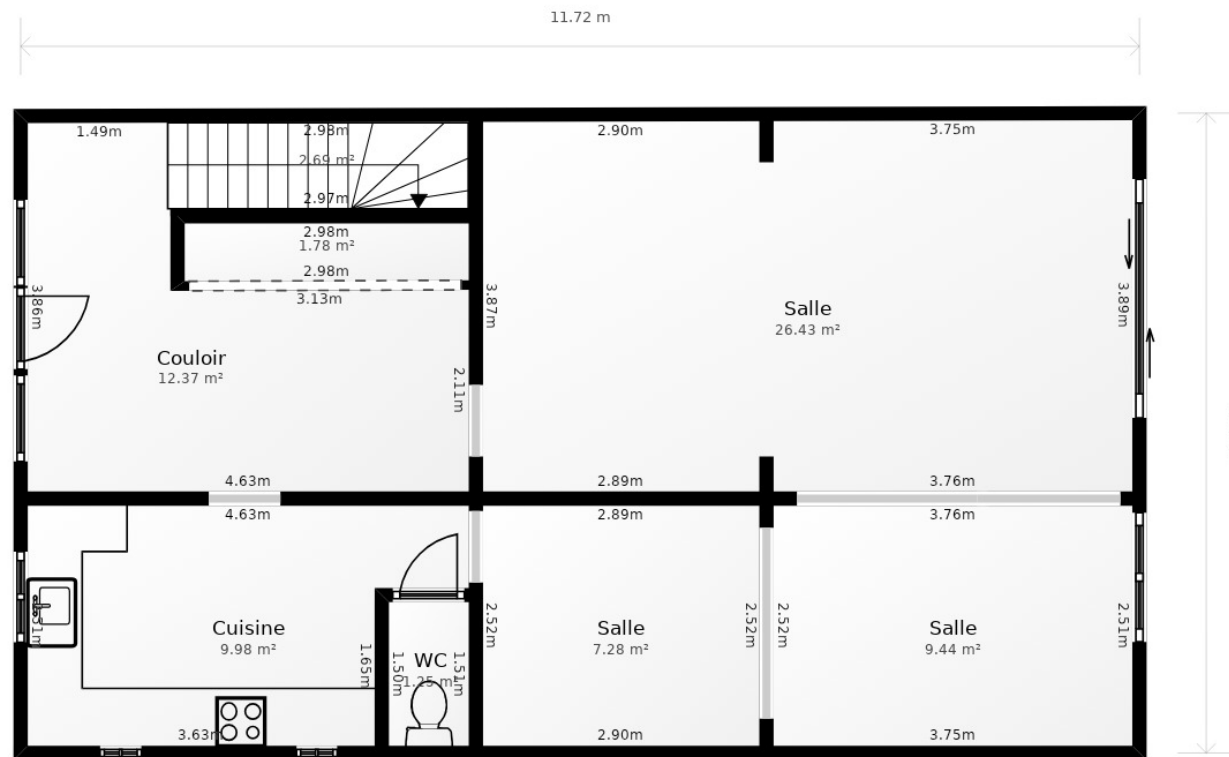 11.72 m
1.49m
2.93m
2.90m
3.75m
2.69 m²
2.97m
2.98m
1.78 m²
2.98m
3.13m
3.86m
3.87m
3.89m
Salle
26.43 m²
Couloir
12.37 m²
2.11m
4.63m
2.89m
3.76m
4.63m
2.89m
3.76m
2.52m
2.52m
2.52m
2.51m
Cuisine
9.98 m²
Salle
7.28 m²
Salle
9.44 m²
1.65m
1.50m
WC
1.25 m²
1.51m
3.63m
2.90m
3.75m